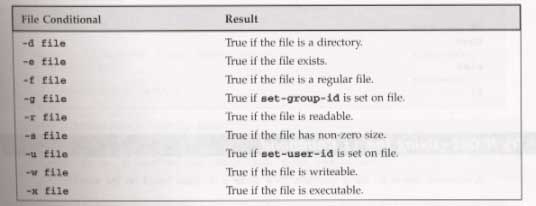 File Conditional Result
-d file True if the file is a directory.
-e file True if the file exists.
-f file True if the file is a regular file.
-g file True if set-group-id is set on file.
-r file True if the file is readable.
-s file True if the file has non-zero size.
-u file True if set-user-id is set on file.
-w file True if the file is writeable.
-x file True if the file is executable.